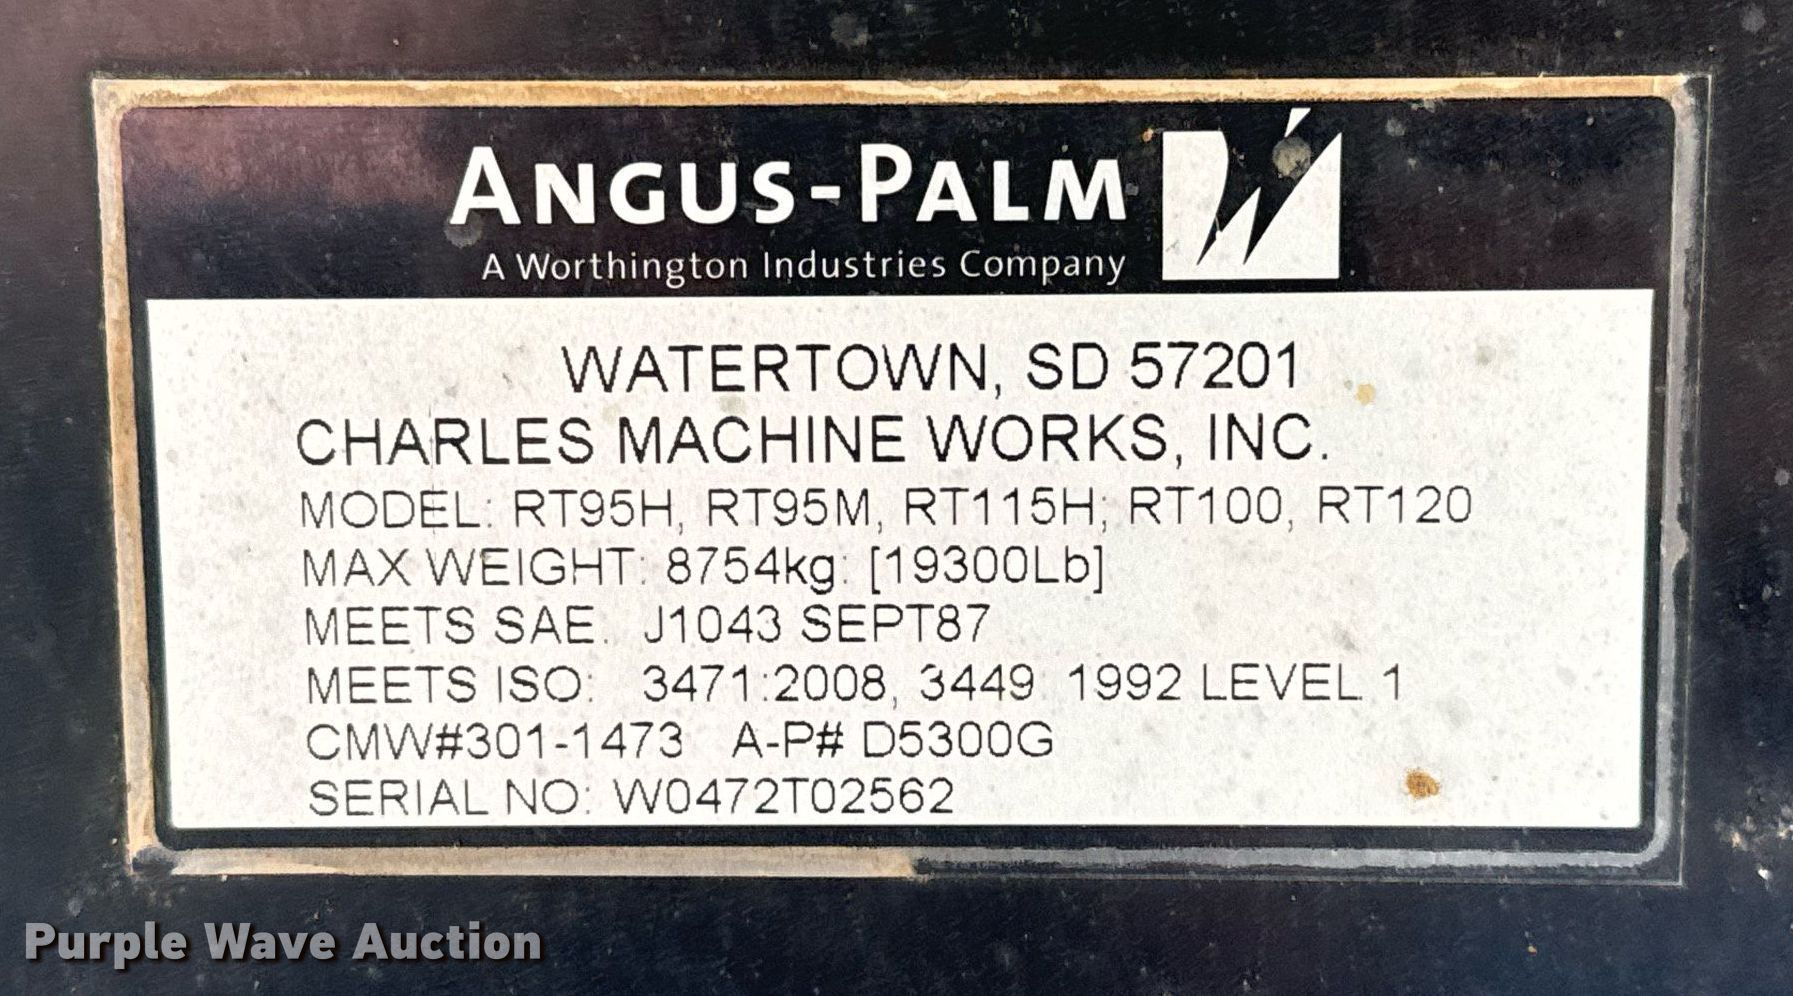 ANGUS-PALM
A Worthington Industries Company
WATERTOWN, SD 57201
CHARLES MACHINE WORKS, INC.
MODEL: RT95H, RT95M, RT115H; RT100, RT120
MAX WEIGHT: 8754kg: [19300Lb]
MEETS SAE. J1043 SEPT87
MEETS ISO: 3471:2008, 3449 1992 LEVEL 1
CMW#301-1473 A-P# D5300G
SERIAL NO: W0472T02562
Purple Wave Auction